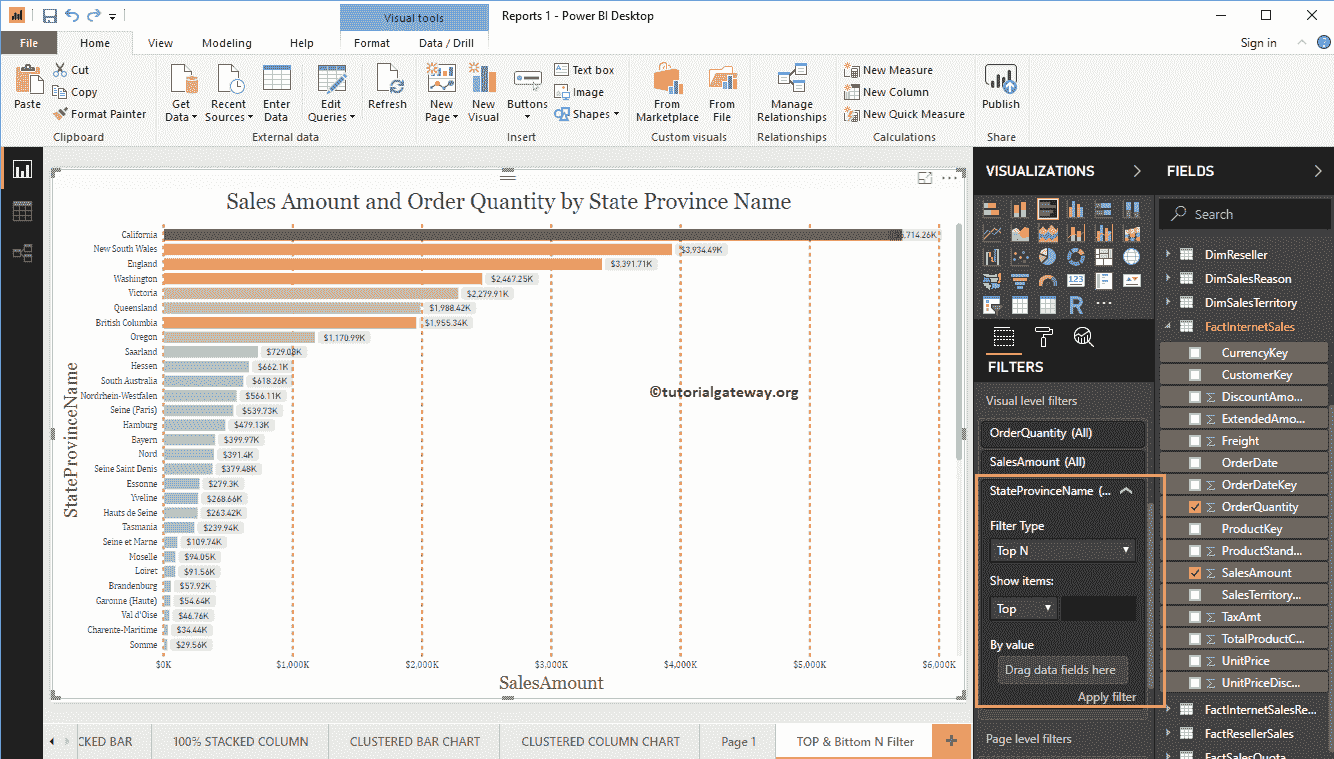 Visual tools
Reports 1 - Power BI Desktop
File
Home
View
Modeling
Help
Format
Data / Drill
Sign in
Paste
Cut
Copy
Format Painter
Clipboard
Get Data
Recent Sources
Enter Data
Edit Queries
External data
Refresh
New Page
New Visual
Buttons
Text box
Image
Shapes
Insert
From Marketplace
From File
Custom visuals
Manage Relationships
Relationships
New Measure
New Column
New Quick Measure
Calculations
Publish
Share
Sales Amount and Order Quantity by State Province Name
StateProvinceName
California ,714.26K
New South Wales $3,934.49K
England $3,391.71K
Washington $2,467.25K
Victoria $2,279.91K
Queensland $1,988.42K
British Columbia $1,955.34K
Oregon $1,170.99K
Saarland $729.08K
Hessen $662.1K
South Australia $618.26K
Nordrhein-Westfalen $566.11K
Seine (Paris) $539.73K
Hamburg $479.13K
Bayern $399.97K
Nord $391.4K
Seine Saint Denis $379.48K
Essonne $279.3K
Yveline $268.66K
Hauts de Seine $263.42K
Tasmania $239.94K
Seine et Marne $109.74K
Moselle $94.05K
Loiret $91.56K
Brandenburg $57.92K
Garonne (Haute) $54.64K
Val d'Oise $46.76K
Charente-Maritime $34.44K
Somme $29.56K
©tutorialgateway.org
$0K $1,000K $2,000K $3,000K $4,000K $5,000K $6,000K
SalesAmount
CKED BAR
100% STACKED COLUMN
CLUSTERED BAR CHART
CLUSTERED COLUMN CHART
Page 1
TOP & Bittom N Filter
+
VISUALIZATIONS
123
R
FILTERS
Visual level filters
OrderQuantity (All)
SalesAmount (All)
StateProvinceName (...
Filter Type
Top N
Show items:
Top
By value
Drag data fields here
Apply filter
Page level filters
FIELDS
Search
DimReseller
DimSalesReason
DimSalesTerritory
FactInternetSales
CurrencyKey
CustomerKey
DiscountAmo...
ExtendedAmo...
Freight
OrderDate
OrderDateKey
OrderQuantity
ProductKey
ProductStand...
SalesAmount
SalesTerritory...
TaxAmt
TotalProductC...
UnitPrice
UnitPriceDisc...
FactInternetSalesRe...
FactResellerSales
FactSalesQuota